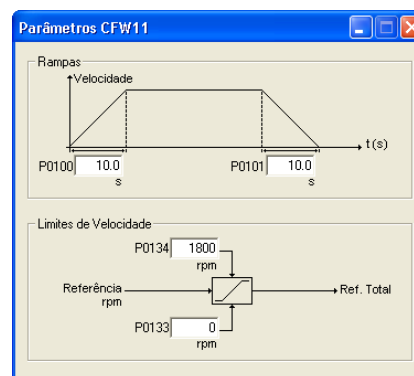 Parâmetros CFW11
Rampas
Velocidade
t(s)
P0100 10.0 P0101 10.0
s s
Limites de Velocidade
P0134 1800
rpm
Referência Ref. Total
rpm
P0133 0
rpm